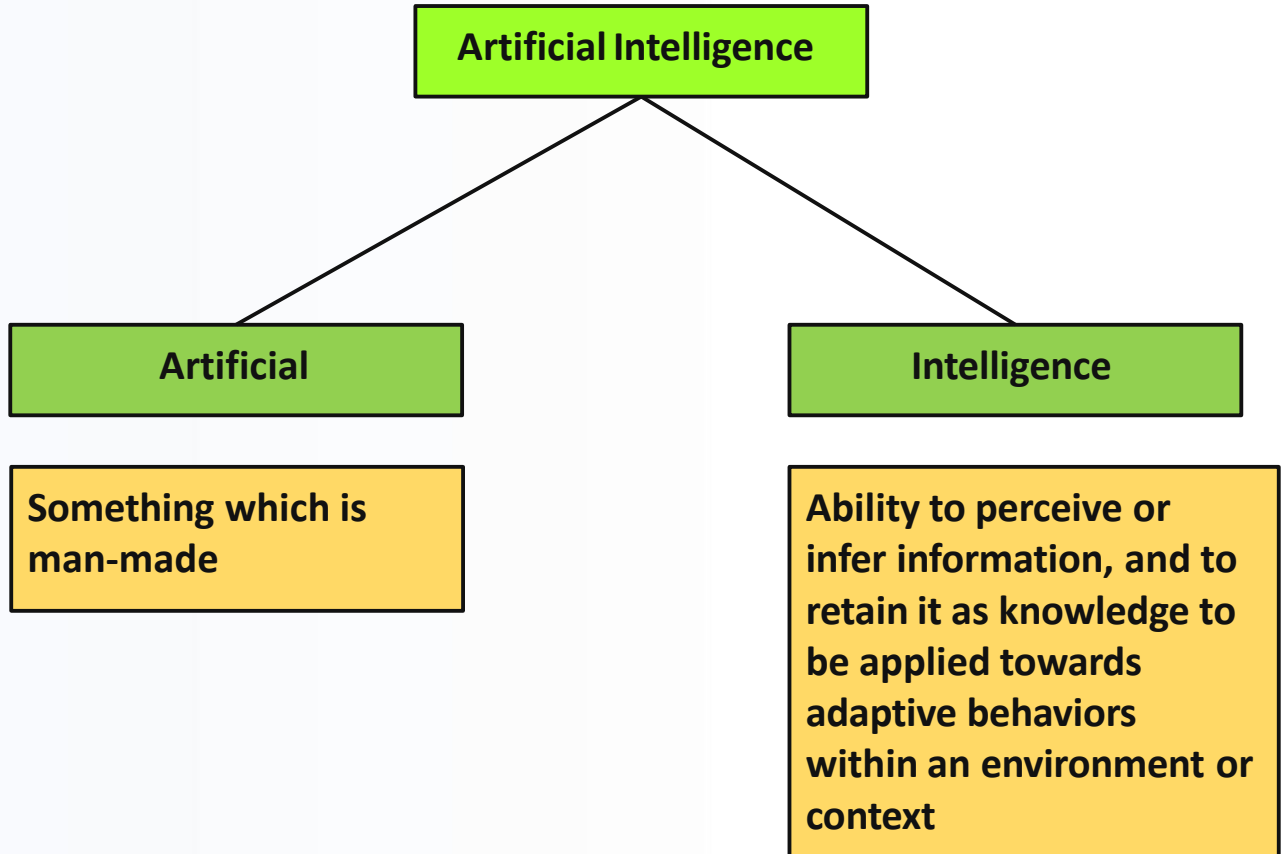 Artificial Intelligence
Artificial
Intelligence
Something which is
man-made
Ability to perceive or
infer information, and to
retain it as knowledge to
be applied towards
adaptive behaviors
within an environment or
context